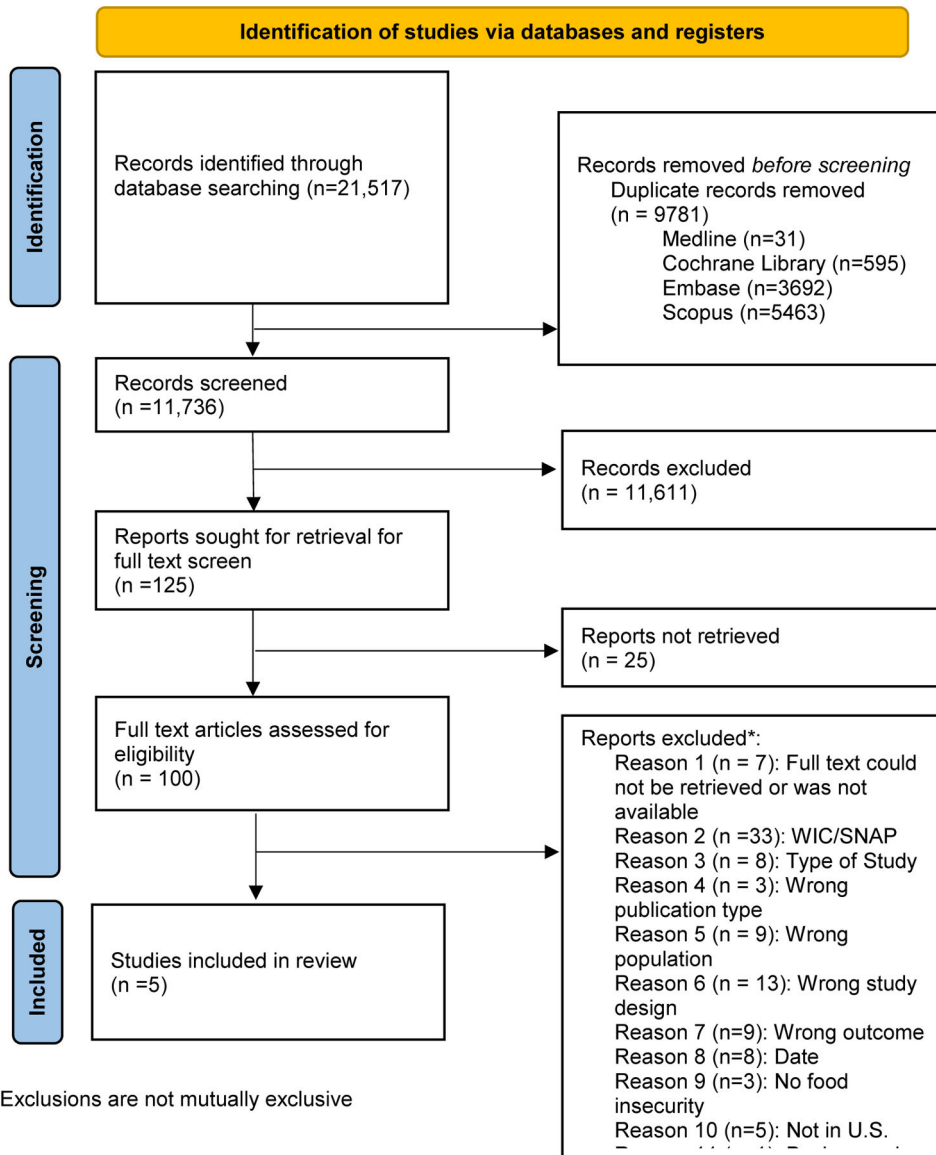 Identification of studies via databases and registers
Identification
Records identified through
database searching (n=21,517)
Records removed before screening
Duplicate records removed
(n = 9781)
Medline (n=31)
Cochrane Library (n=595)
Embase (n=3692)
Scopus (n=5463)
Screening
Records screened
(n =11,736)
Records excluded
(n = 11,611)
Reports sought for retrieval for
full text screen
(n =125)
Reports not retrieved
(n = 25)
Full text articles assessed for
eligibility
(n = 100)
Reports excluded*:
Reason 1 (n = 7): Full text could
not be retrieved or was not
available
Reason 2 (n =33): WIC/SNAP
Reason 3 (n = 8): Type of Study
Reason 4 (n = 3): Wrong
publication type
Reason 5 (n = 9): Wrong
population
Reason 6 (n = 13): Wrong study
design
Reason 7 (n=9): Wrong outcome
Reason 8 (n=8): Date
Reason 9 (n=3): No food
insecurity
Reason 10 (n=5): Not in U.S.
Included
Studies included in review
(n =5)
Exclusions are not mutually exclusive